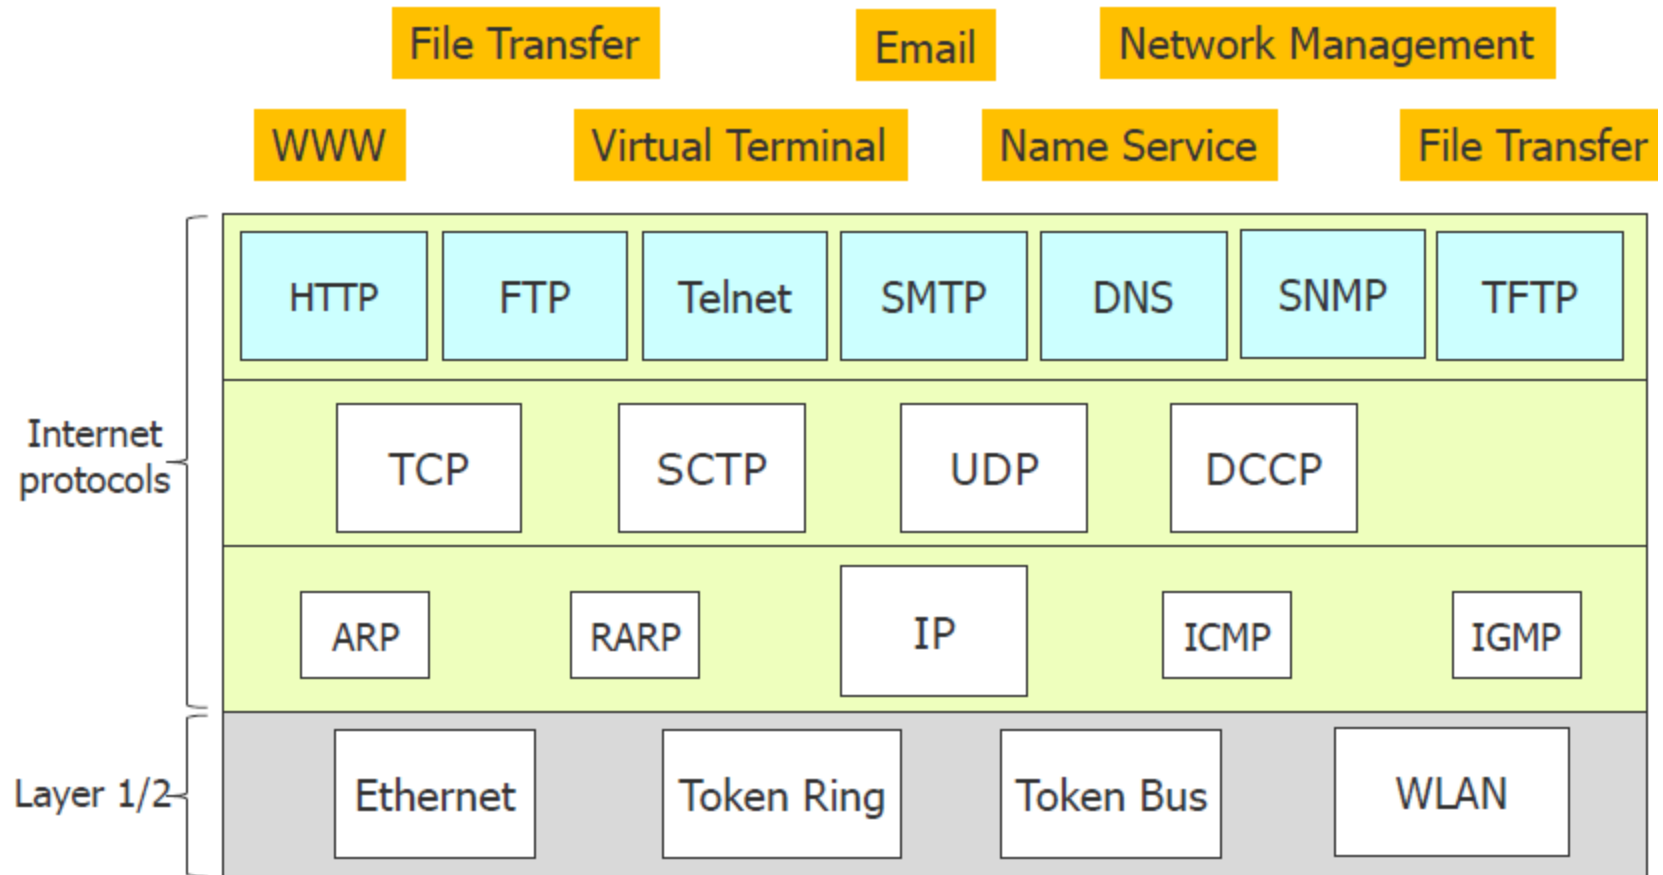 File Transfer
Email
Network Management
WWW
Virtual Terminal
Name Service
File Transfer
HTTP
FTP
Telnet
SMTP
DNS
SNMP
TFTP
Internet
protocols
TCP
SCTP
UDP
DCCP
ARP
RARP
IP
ICMP
IGMP
Layer 1/2
Ethernet
Token Ring
Token Bus
WLAN